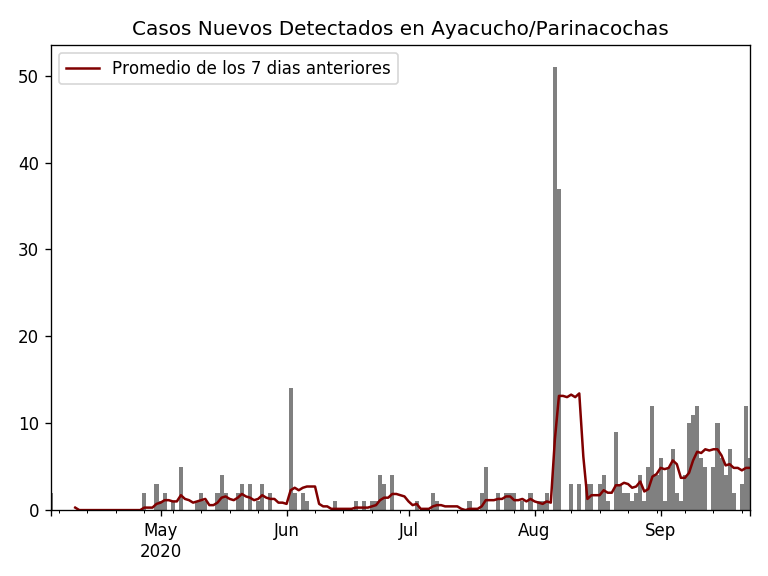 Casos Nuevos Detectados en Ayacucho/Parinacochas
Promedio de los 7 dias anteriores
50
40
30
20
10
0
May Jun Jul Aug Sep
2020